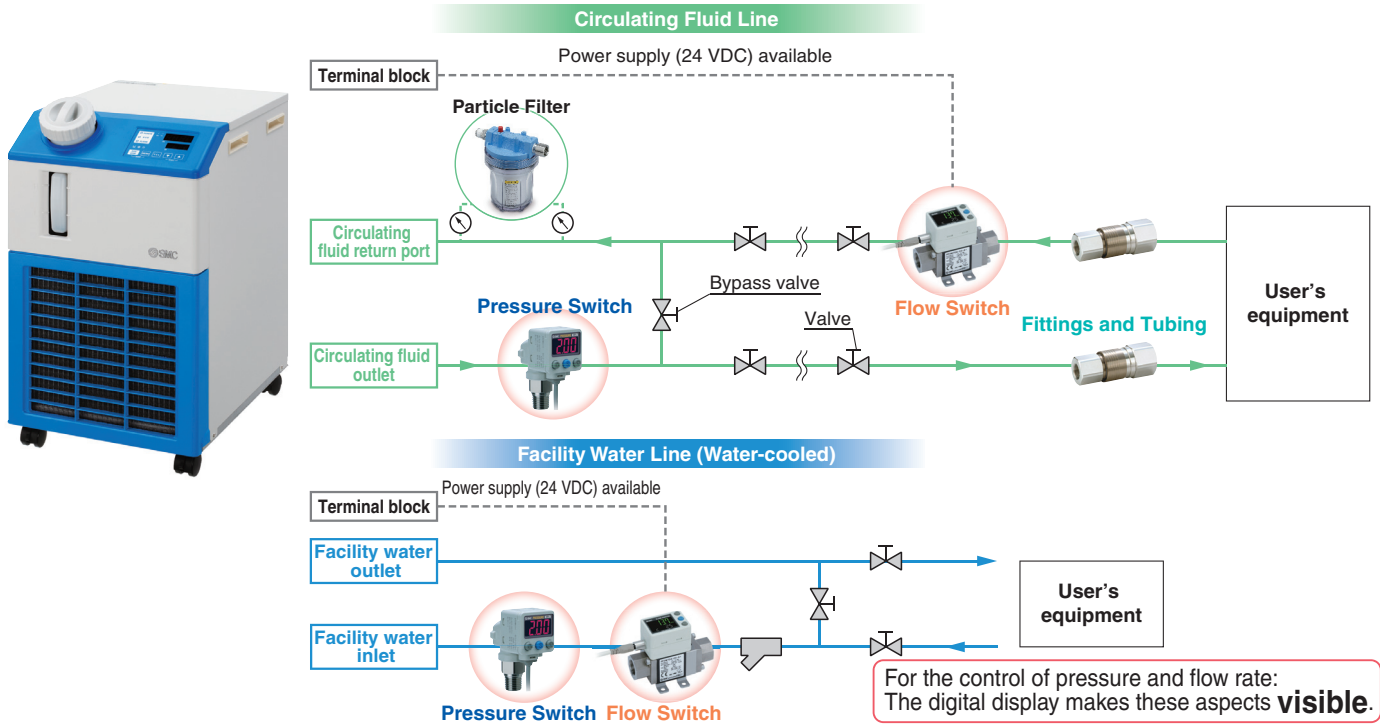 Circulating Fluid Line
Power supply (24 VDC) available
Terminal block
Particle Filter
Circulating
fluid return port
SMC
Bypass valve
Pressure Switch
Flow Switch
Valve
Fittings and Tubing
User's
equipment
Circulating fluid
outlet
200
Facility Water Line (Water-cooled)
Power supply (24 VDC) available
Terminal block
Facility water
outlet
User's
equipment
200
Facility water
inlet
Pressure Switch
Flow Switch
For the control of pressure and flow rate:
The digital display makes these aspects visible.